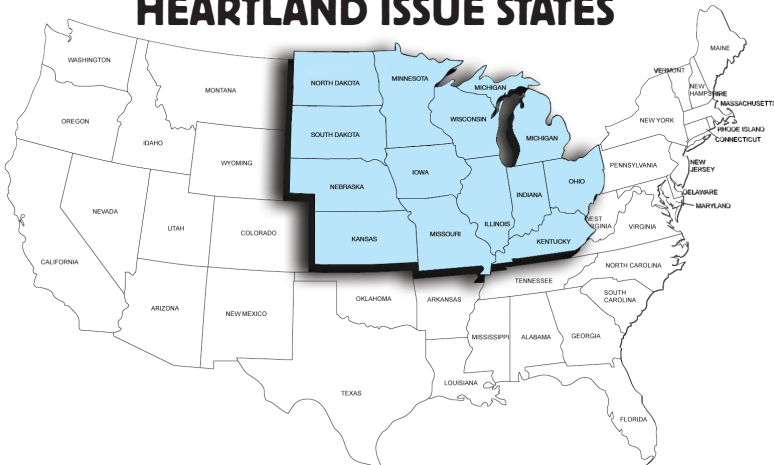 HEARTLAND ISSUE STATES
WASHINGTON
MONTANA
NORTH DAKOTA
MINNESOTA
MICHIGAN
MAINE
VERMONT
NEW
HAMPSHIRE
MASSACHUSETTS
OREGON
IDAHO
SOUTH DAKOTA
WISCONSIN
MICHIGAN
NEW YORK
RHODE ISLAND
CONNECTICUT
WYOMING
IOWA
PENNSYLVANIA
NEW
JERSEY
NEBRASKA
INDIANA
OHIO
DELAWARE
MARYLAND
NEVADA
UTAH
COLORADO
KANSAS
MISSOURI
ILLINOIS
KENTUCKY
WEST
VIRGINIA
VIRGINIA
CALIFORNIA
NORTH CAROLINA
TENNESSEE
SOUTH
CAROLINA
ARIZONA
NEW MEXICO
OKLAHOMA
ARKANSAS
MISSISSIPPI
ALABAMA
GEORGIA
TEXAS
LOUISIANA
FLORIDA